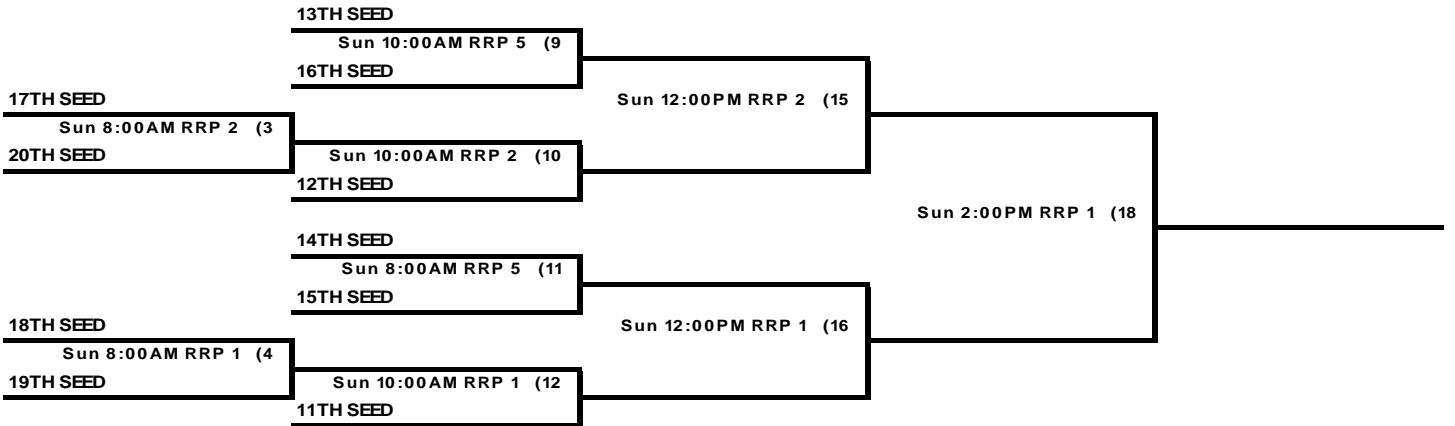 13TH SEED
Sun 10:00AM RRP 5 (9
16TH SEED
17TH SEED
Sun 12:00PM RRP 2 (15
Sun 8:00AM RRP 2 (3
20TH SEED
Sun 10:00AM RRP 2 (10
12TH SEED
Sun 2:00PM RRP 1 (18
14TH SEED
Sun 8:00AM RRP 5 (11
15TH SEED
18TH SEED
Sun 12:00PM RRP 1 (16
Sun 8:00AM RRP 1 (4
19TH SEED
Sun 10:00AM RRP 1 (12
11TH SEED